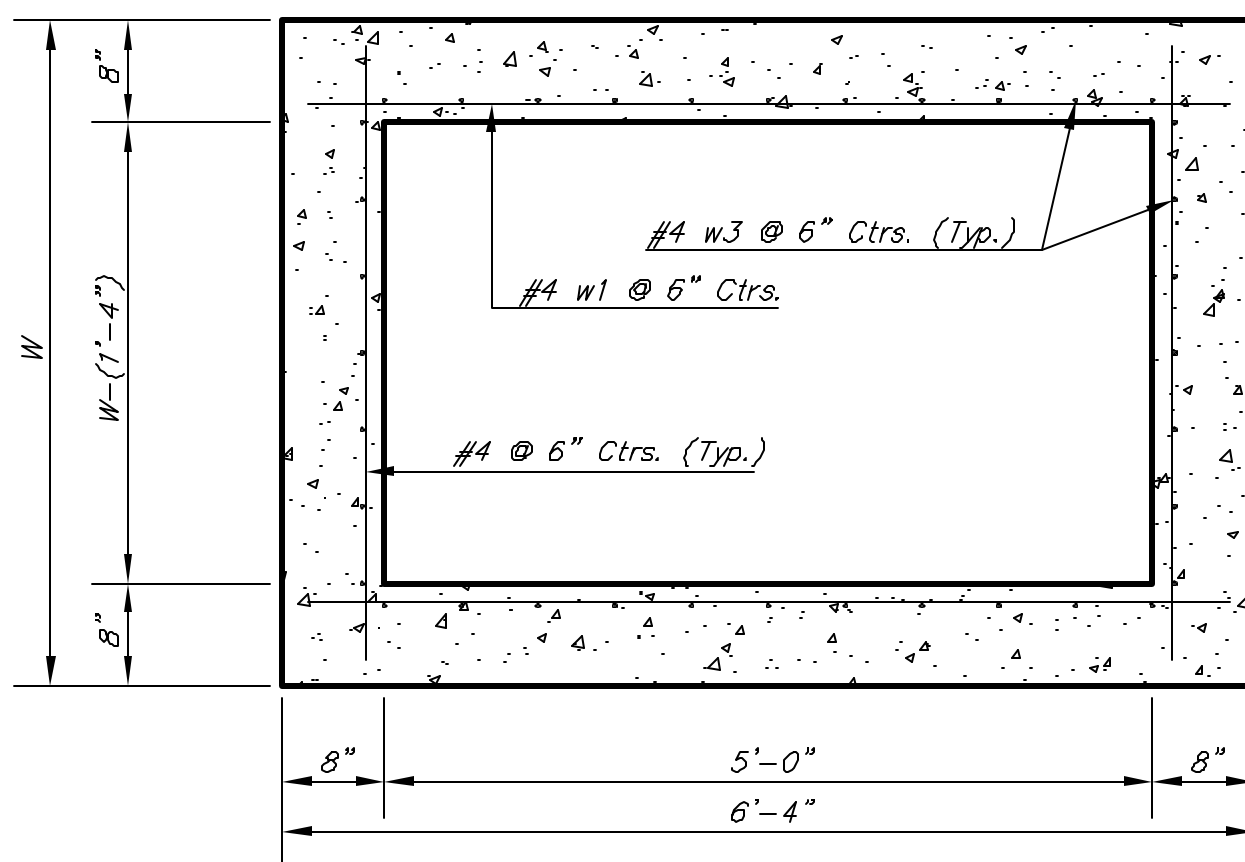 8"
#4 w3 @ 6" Ctrs. (Typ.)
#4 w1 @ 6" Ctrs.
W
W-(1'-4")
#4 @ 6" Ctrs. (Typ.)
8"
8"
5'-0"
8"
6'-4"